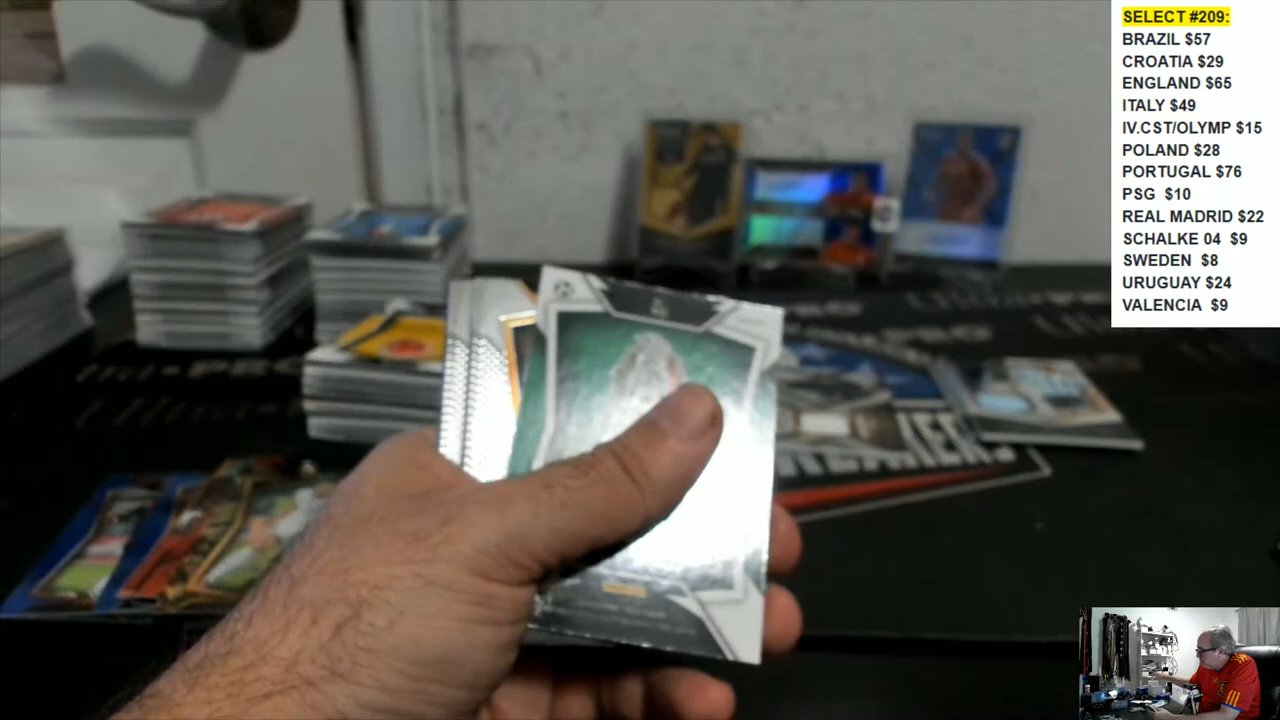 SELECT #209:
BRAZIL $57
CROATIA $29
ENGLAND $65
ITALY $49
IV.CST/OLYMP $15
POLAND $28
PORTUGAL $76
PSG $10
REAL MADRID $22
SCHALKE 04 $9
SWEDEN $8
URUGUAY $24
VALENCIA $9